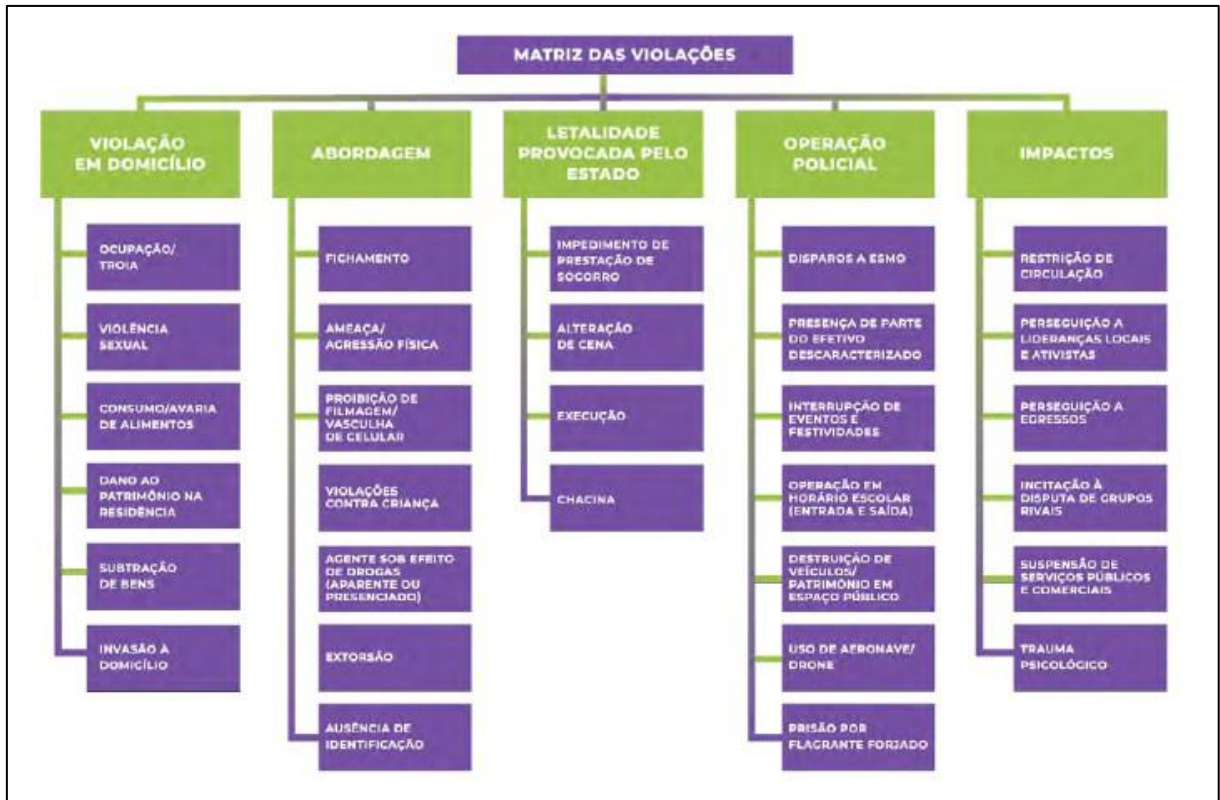 MATRIZ DAS VIOLAÇÕES
VIOLAÇÃO
EM DOMICÍLIO
OCUPAÇÃO/
TROIA
VIOLÊNCIA
SEXUAL
CONSUMO/AVARIA
DE ALIMENTOS
DANO AO
PATRIMÔNIO NA
RESIDÊNCIA
SUBTRAÇÃO
DE BENS
INVASÃO À
DOMICÍLIO
ABORDAGEM
FICHAMENTO
AMEAÇA/
AGRESSÃO FÍSICA
PROIBIÇÃO DE
FILMAGEM/
VASCULHA
DE CELULAR
VIOLAÇÕES
CONTRA CRIANÇA
AGENTE SOB EFEITO
DE DROGAS
(APARENTE OU
PRESENCIADO)
EXTORSÃO
AUSÊNCIA DE
IDENTIFICAÇÃO
LETALIDADE
PROVOCADA PELO
ESTADO
IMPEDIMENTO DE
PRESTAÇÃO DE
SOCORRO
ALTERAÇÃO
DE CENA
EXECUÇÃO
CHACINA
OPERAÇÃO
POLICIAL
DISPAROS A ESMO
PRESENÇA DE PARTE
DO EFETIVO
DESCARACTERIZADO
INTERRUPÇÃO DE
EVENTOS E
FESTIVIDADES
OPERAÇÃO EM
HORÁRIO ESCOLAR
(ENTRADA E SAÍDA)
DESTRUIÇÃO DE
VEÍCULOS/
PATRIMÔNIO EM
ESPAÇO PÚBLICO
USO DE AERONAVE/
DRONE
PRISÃO POR
FLAGRANTE FORJADO
IMPACTOS
RESTRIÇÃO DE
CIRCULAÇÃO
PERSEGUIÇÃO A
LIDERANÇAS LOCAIS
E ATIVISTAS
PERSEGUIÇÃO A
EGRESSOS
INCITAÇÃO À
DISPUTA DE GRUPOS
RIVAIS
SUSPENSÃO DE
SERVIÇOS PÚBLICOS
E COMERCIAIS
TRAUMA
PSICOLÓGICO